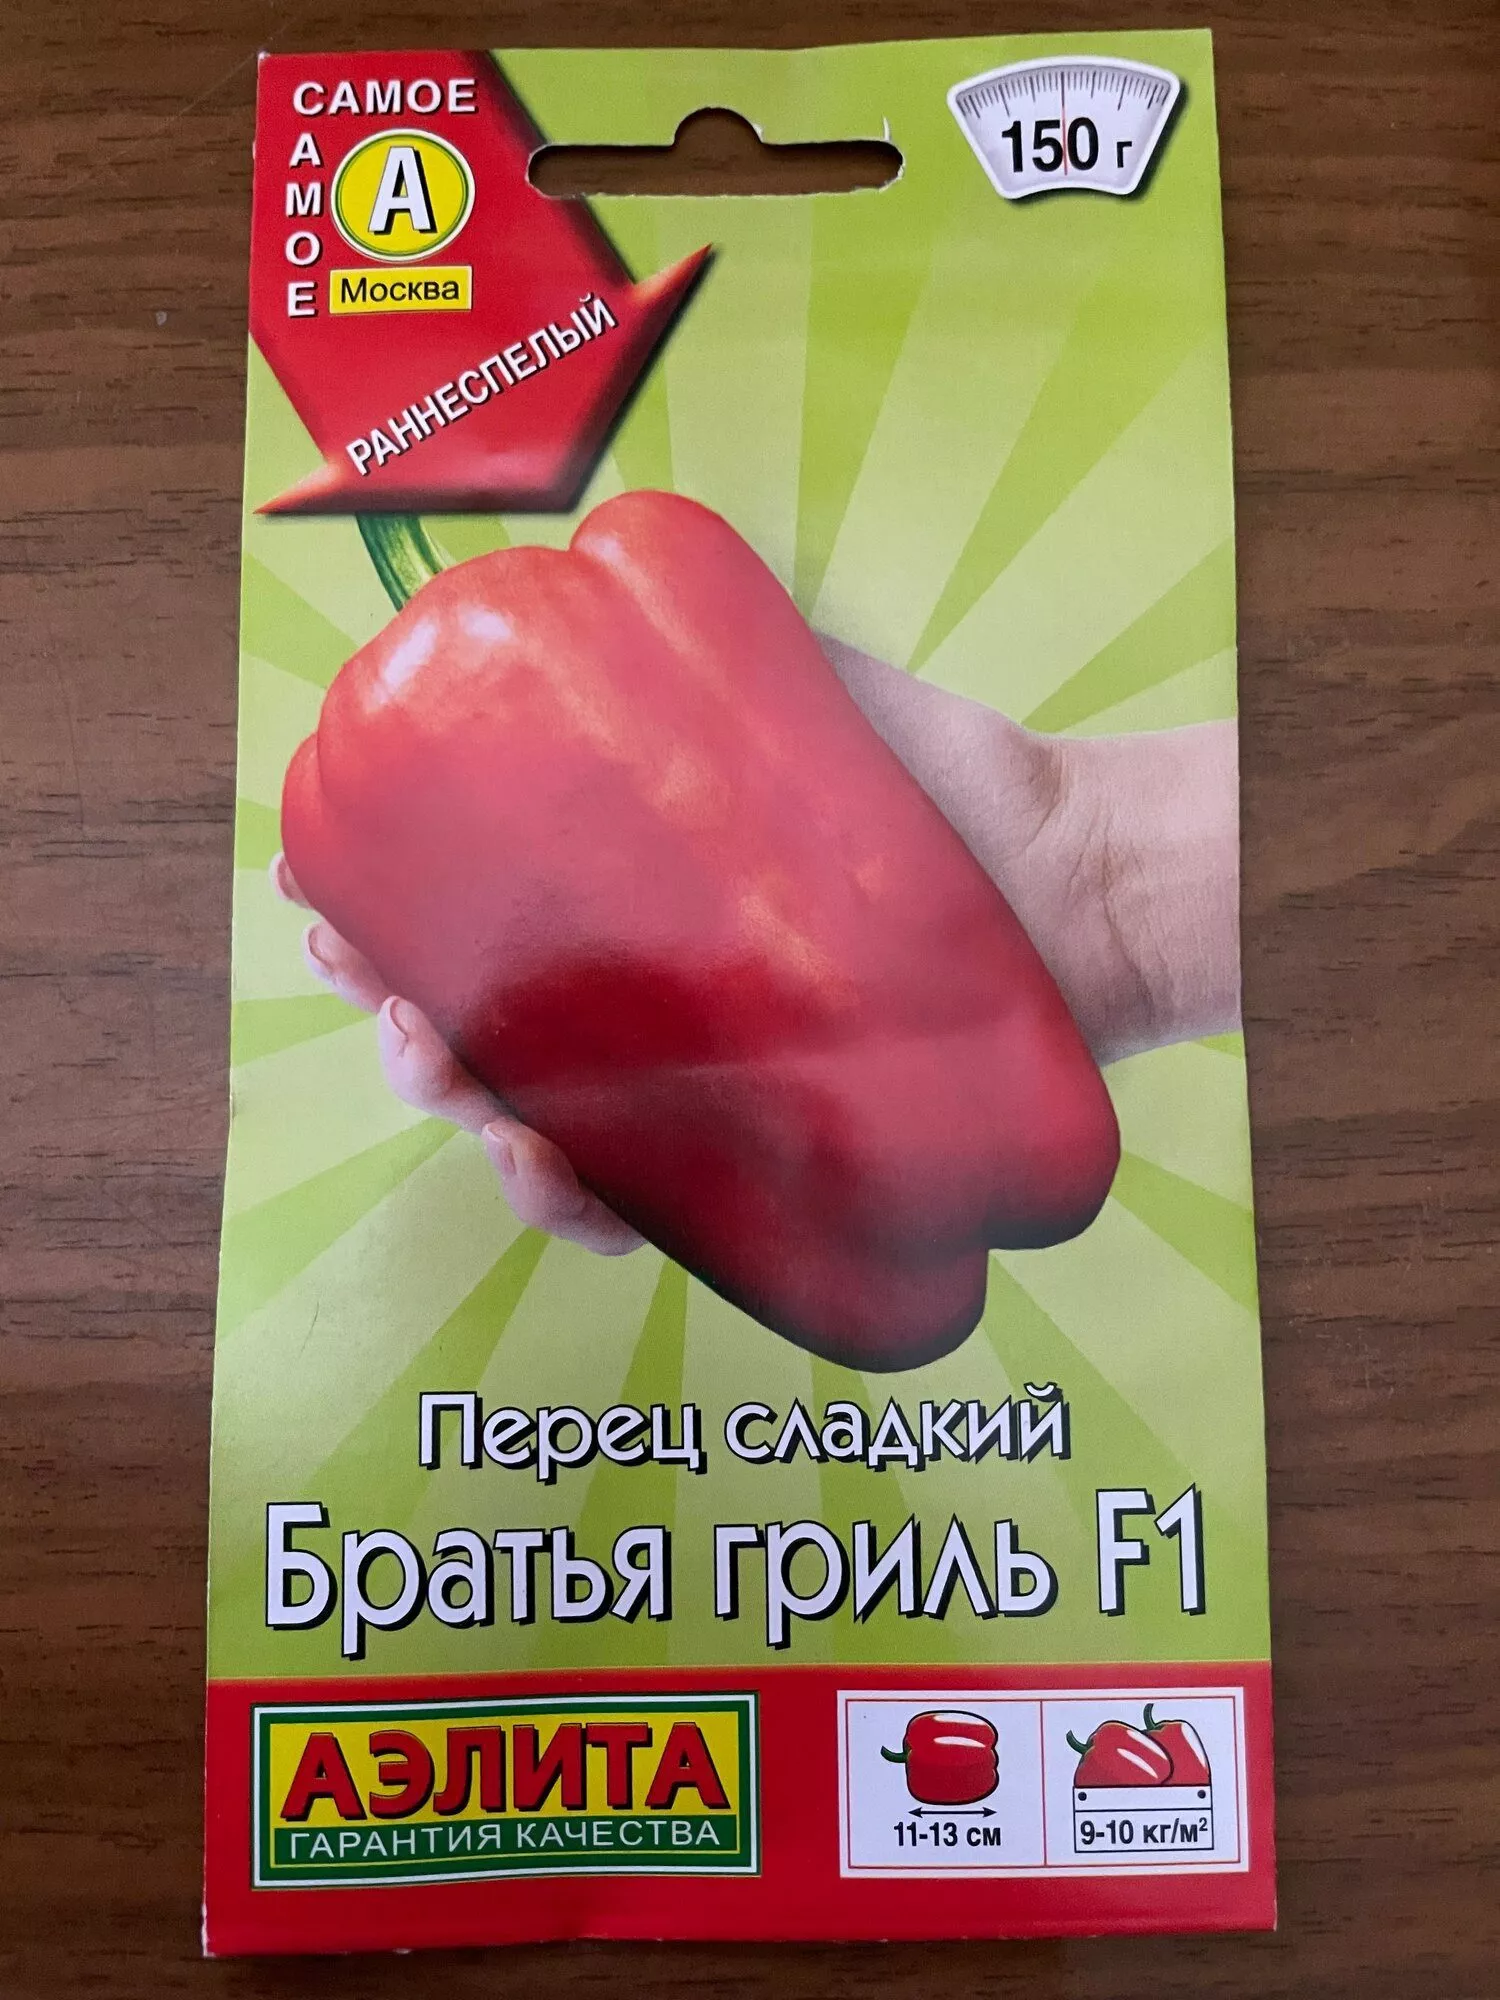 САМОЕ
САМОЕ
А
Москва
РАННЕСПЕЛЫЙ
150 г
Перец сладкий
Братья гриль F1
АЭЛИТА
ГАРАНТИЯ КАЧЕСТВА
11-13 см
9-10 кг/м²